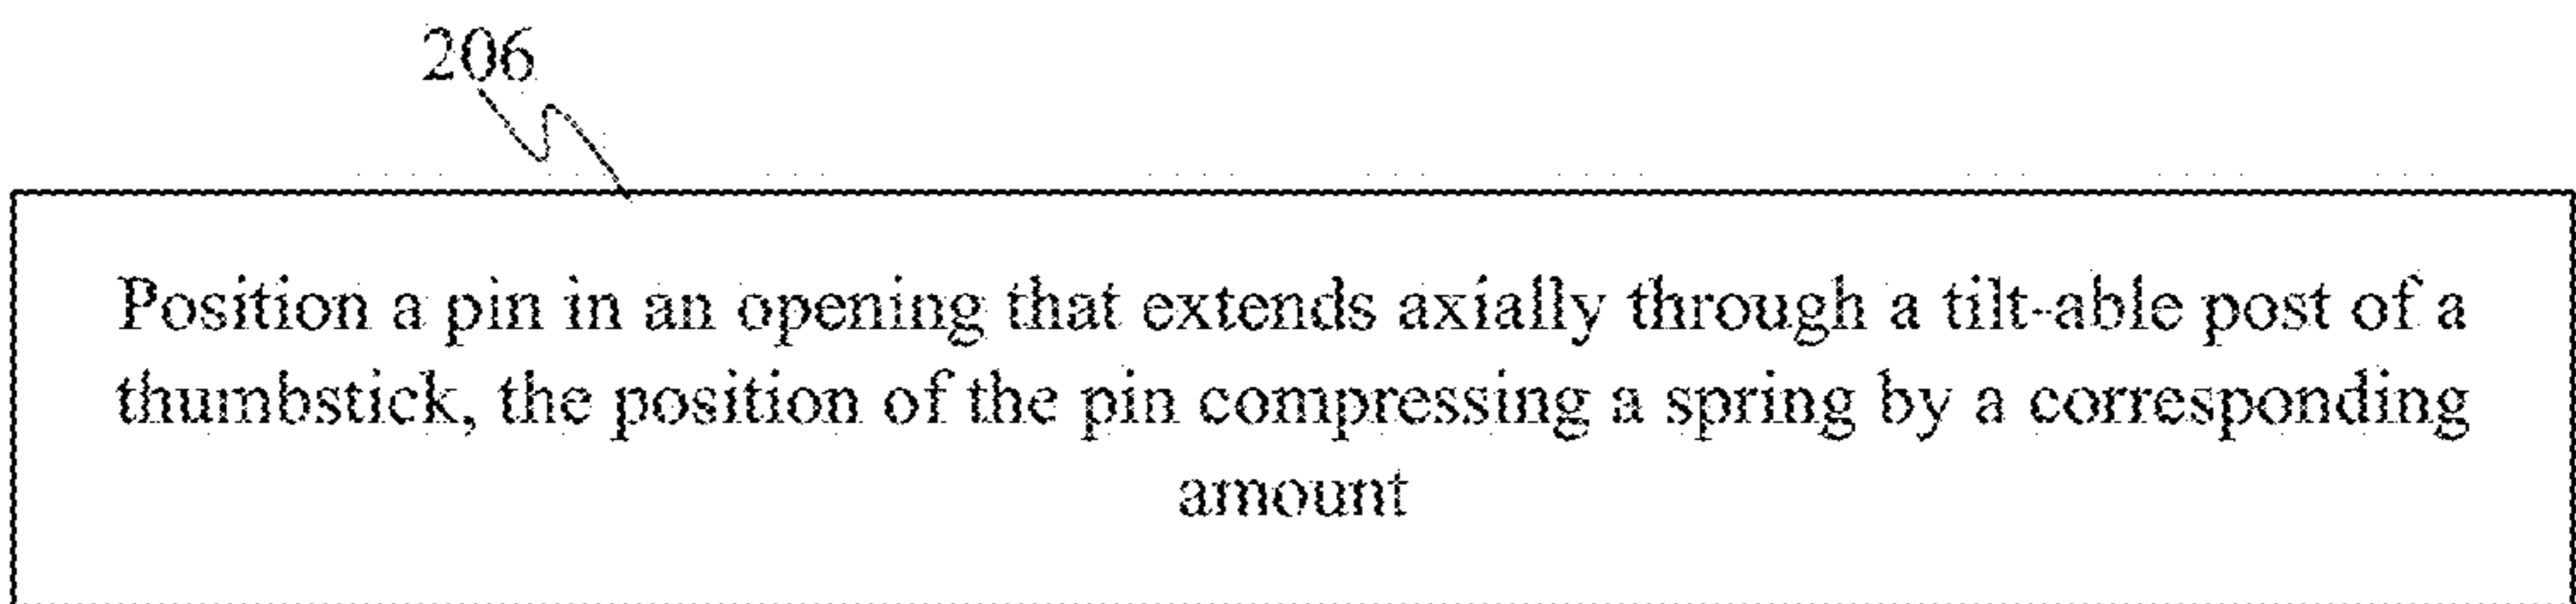 206
Position a pin in an opening that extends axially through a tilt-able post of a
thumbstick, the position of the pin compressing a spring by a corresponding
amount